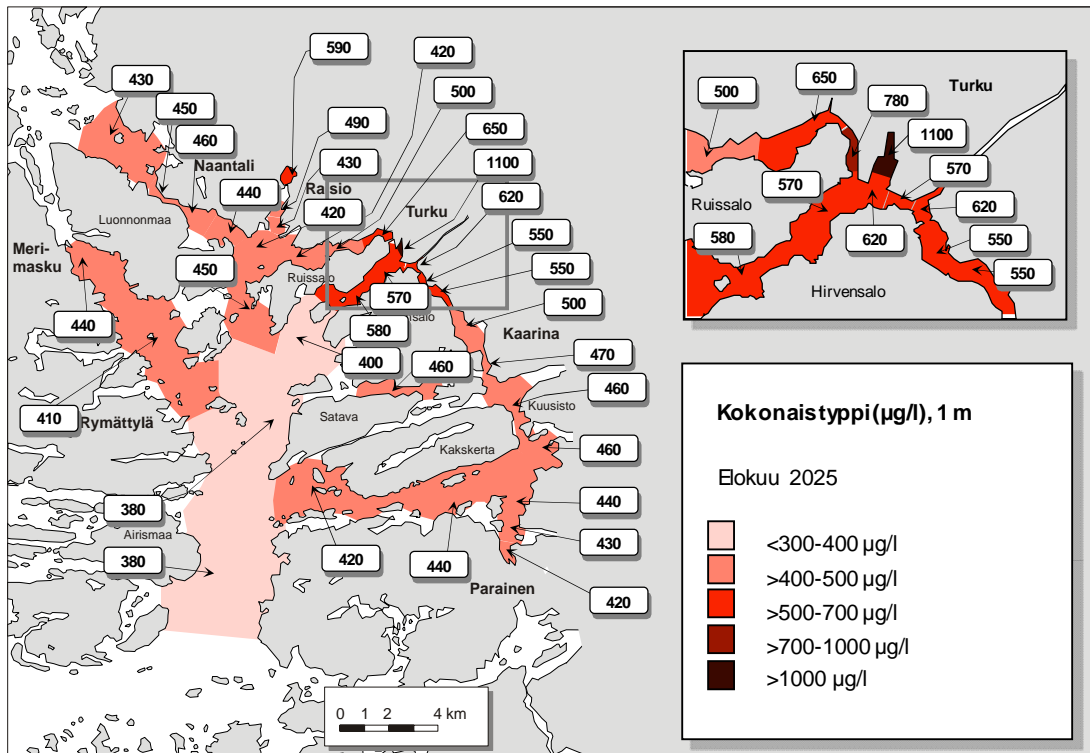 590
420
430
500
450
490
650
460
430
1100
Naantali
440
Raisio
420
Turku
620
Luonnonmaa
550
Meri-
masku
450
Ruissalo
550
570
500
440
580
salo
Kaarina
400
460
470
410
460
Rymättylä
Satava
Kuusisto
Kakskerta
460
380
440
Airismaa
430
380
420
440
Parainen
420
0 1 2 4 km
650
Turku
500
780
1100
570
570
Ruissalo
620
620
580
550
550
Hirvensalo
Kokonaistyppi (µg/l), 1 m
Elokuu 2025
<300-400 µg/l
>400-500 µg/l
>500-700 µg/l
>700-1000 µg/l
>1000 µg/l